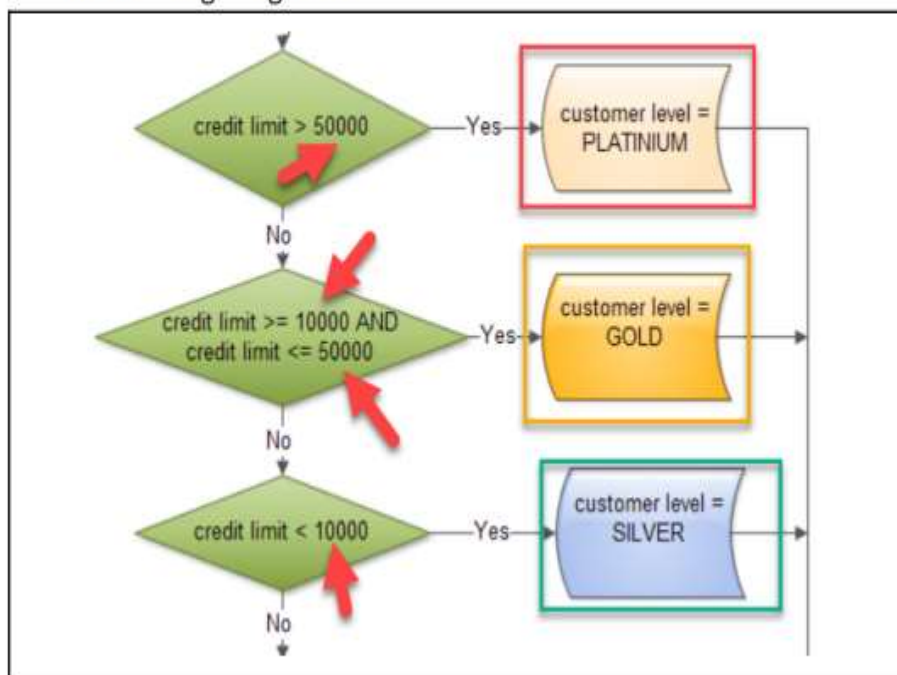 credit limit > 50000
Yes
customer level =
PLATINIUM
No
credit limit >= 10000 AND
credit limit <= 50000
Yes
customer level =
GOLD
No
credit limit < 10000
Yes
customer level =
SILVER
No